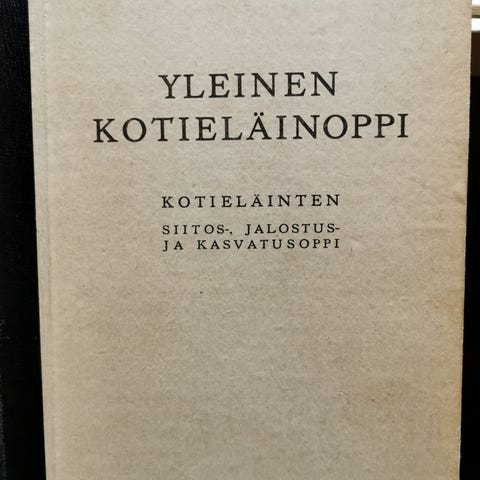 YLEINEN
KOTIELÄINOPPI
KOTIELÄINTEN
SIITOS-, JALOSTUS-
JA KASVATUSOPPI